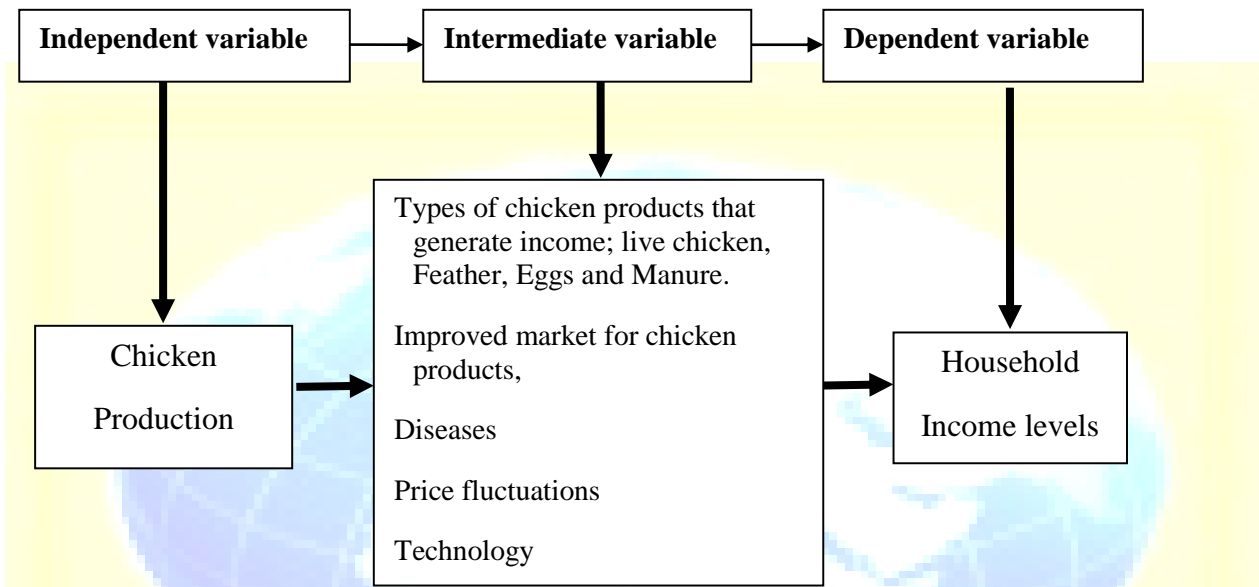 Independent variable
Intermediate variable
Dependent variable
Types of chicken products that
generate income; live chicken,
Feather, Eggs and Manure.
Improved market for chicken
products,
Diseases
Price fluctuations
Technology
Chicken
Production
Household
Income levels